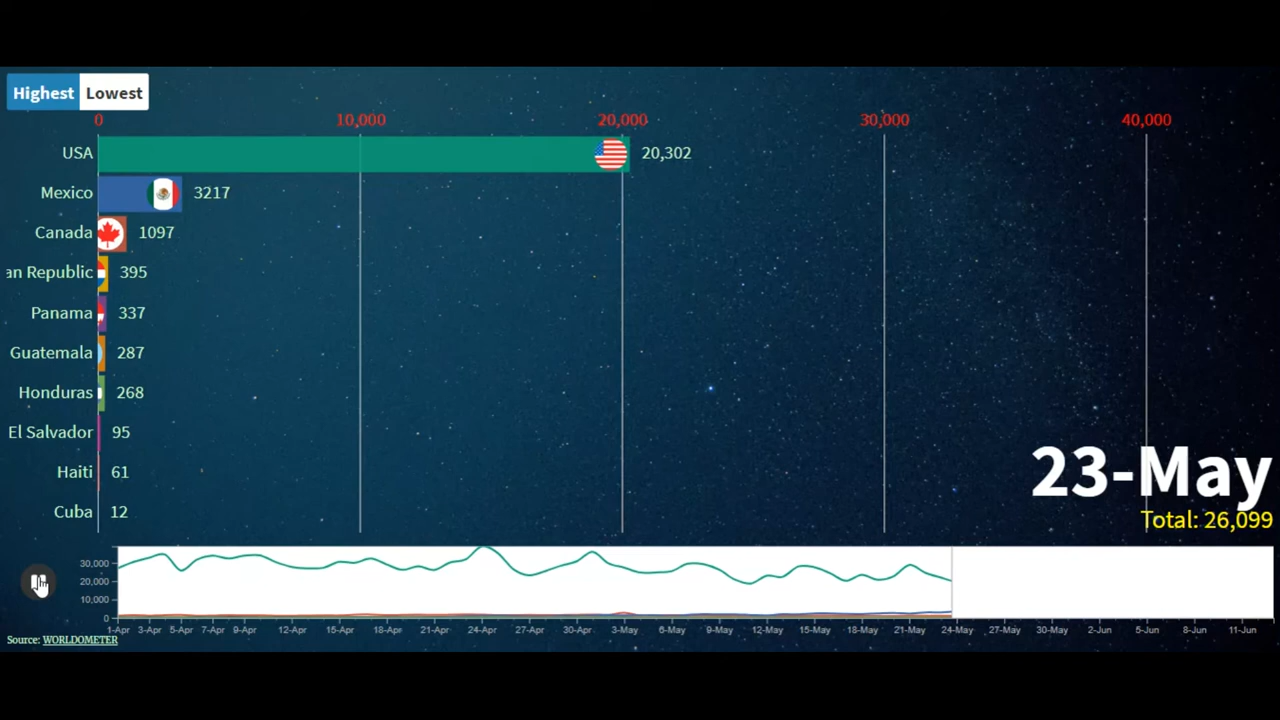 Highest Lowest
0 10,000 20,000 30,000 40,000
USA 20,302
Mexico 3217
Canada 1097
an Republic 395
Panama 337
Guatemala 287
Honduras 268
El Salvador 95
Haiti 61
Cuba 12
23-May
Total: 26,099
30,000
20,000
10,000
0
1-Apr 3-Apr 5-Apr 7-Apr 9-Apr 12-Apr 15-Apr 18-Apr 21-Apr 24-Apr 27-Apr 30-Apr 3-May 6-May 9-May 12-May 15-May 18-May 21-May 24-May 27-May 30-May 2-Jun 5-Jun 8-Jun 11-Jun
Source: WORLDOMETER